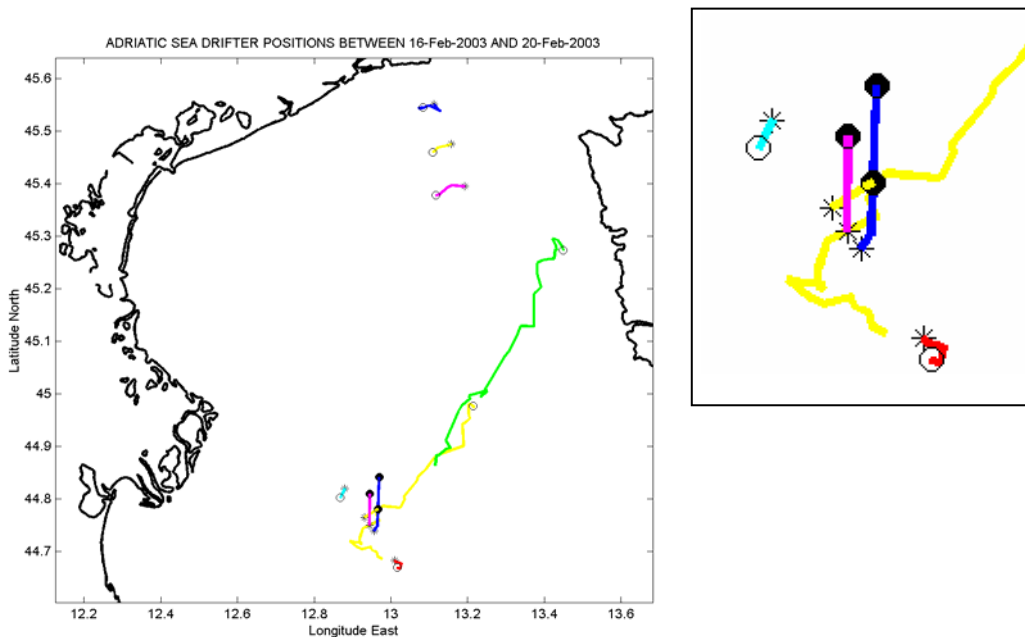 ADRIATIC SEA DRIFTER POSITIONS BETWEEN 16-Feb-2003 AND 20-Feb-2003
45.6
45.5
45.4
45.3
45.2
45.1
45
44.9
44.8
44.7
Latitude North
12.2 12.4 12.6 12.8 13 13.2 13.4 13.6
Longitude East